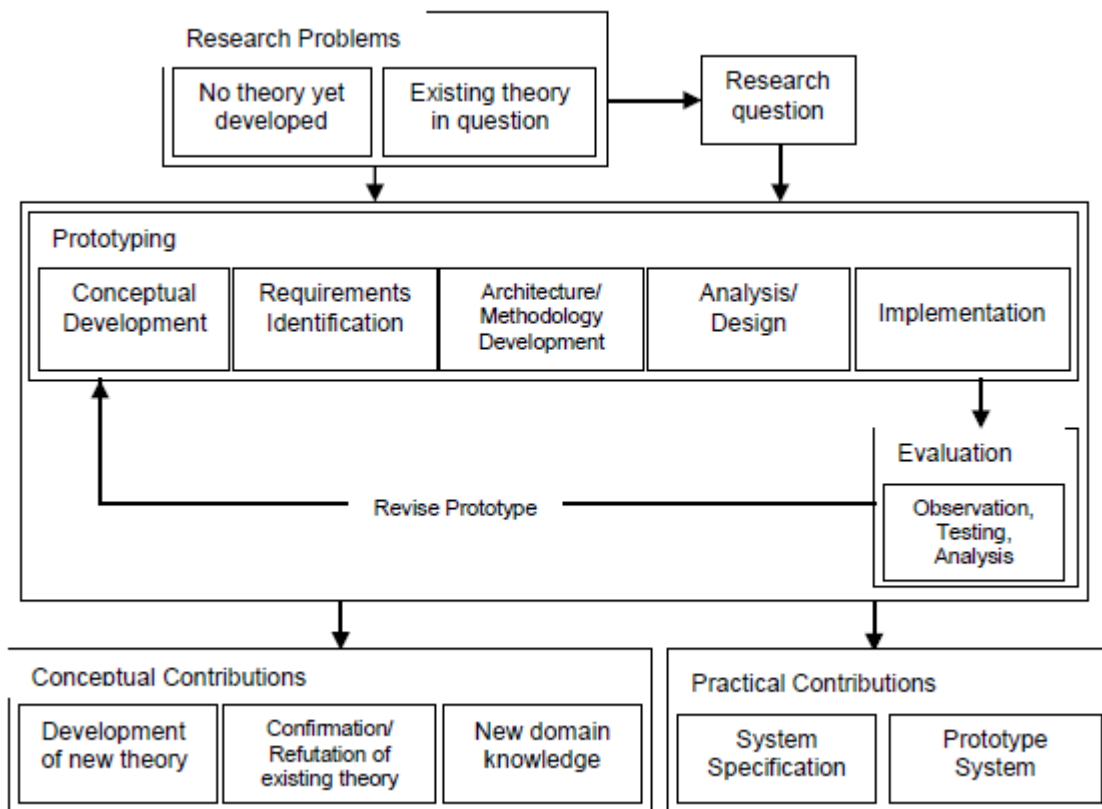 Research Problems
No theory yet
developed
Existing theory
in question
Research
question
Prototyping
Conceptual
Development
Requirements
Identification
Architecture/
Methodology
Development
Analysis/
Design
Implementation
Evaluation
Observation,
Testing,
Analysis
Revise Prototype
Conceptual Contributions
Development
of new theory
Confirmation/
Refutation of
existing theory
New domain
knowledge
Practical Contributions
System
Specification
Prototype
System